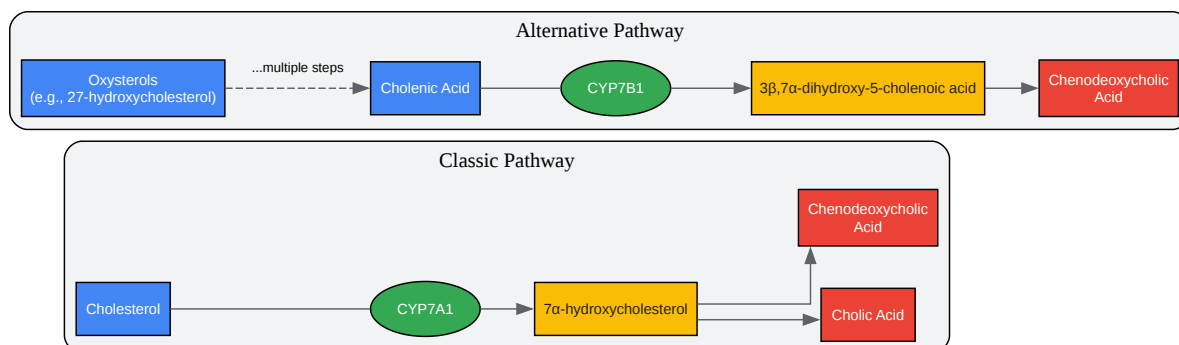 Alternative Pathway
Oxysterols
(e.g., 27-hydroxycholesterol)
...multiple steps
Cholenic Acid
CYP7B1
3β,7α-dihydroxy-5-cholenoic acid
Chenodeoxycholic
Acid
Classic Pathway
Cholesterol
CYP7A1
7α-hydroxycholesterol
Chenodeoxycholic
Acid
Cholic Acid